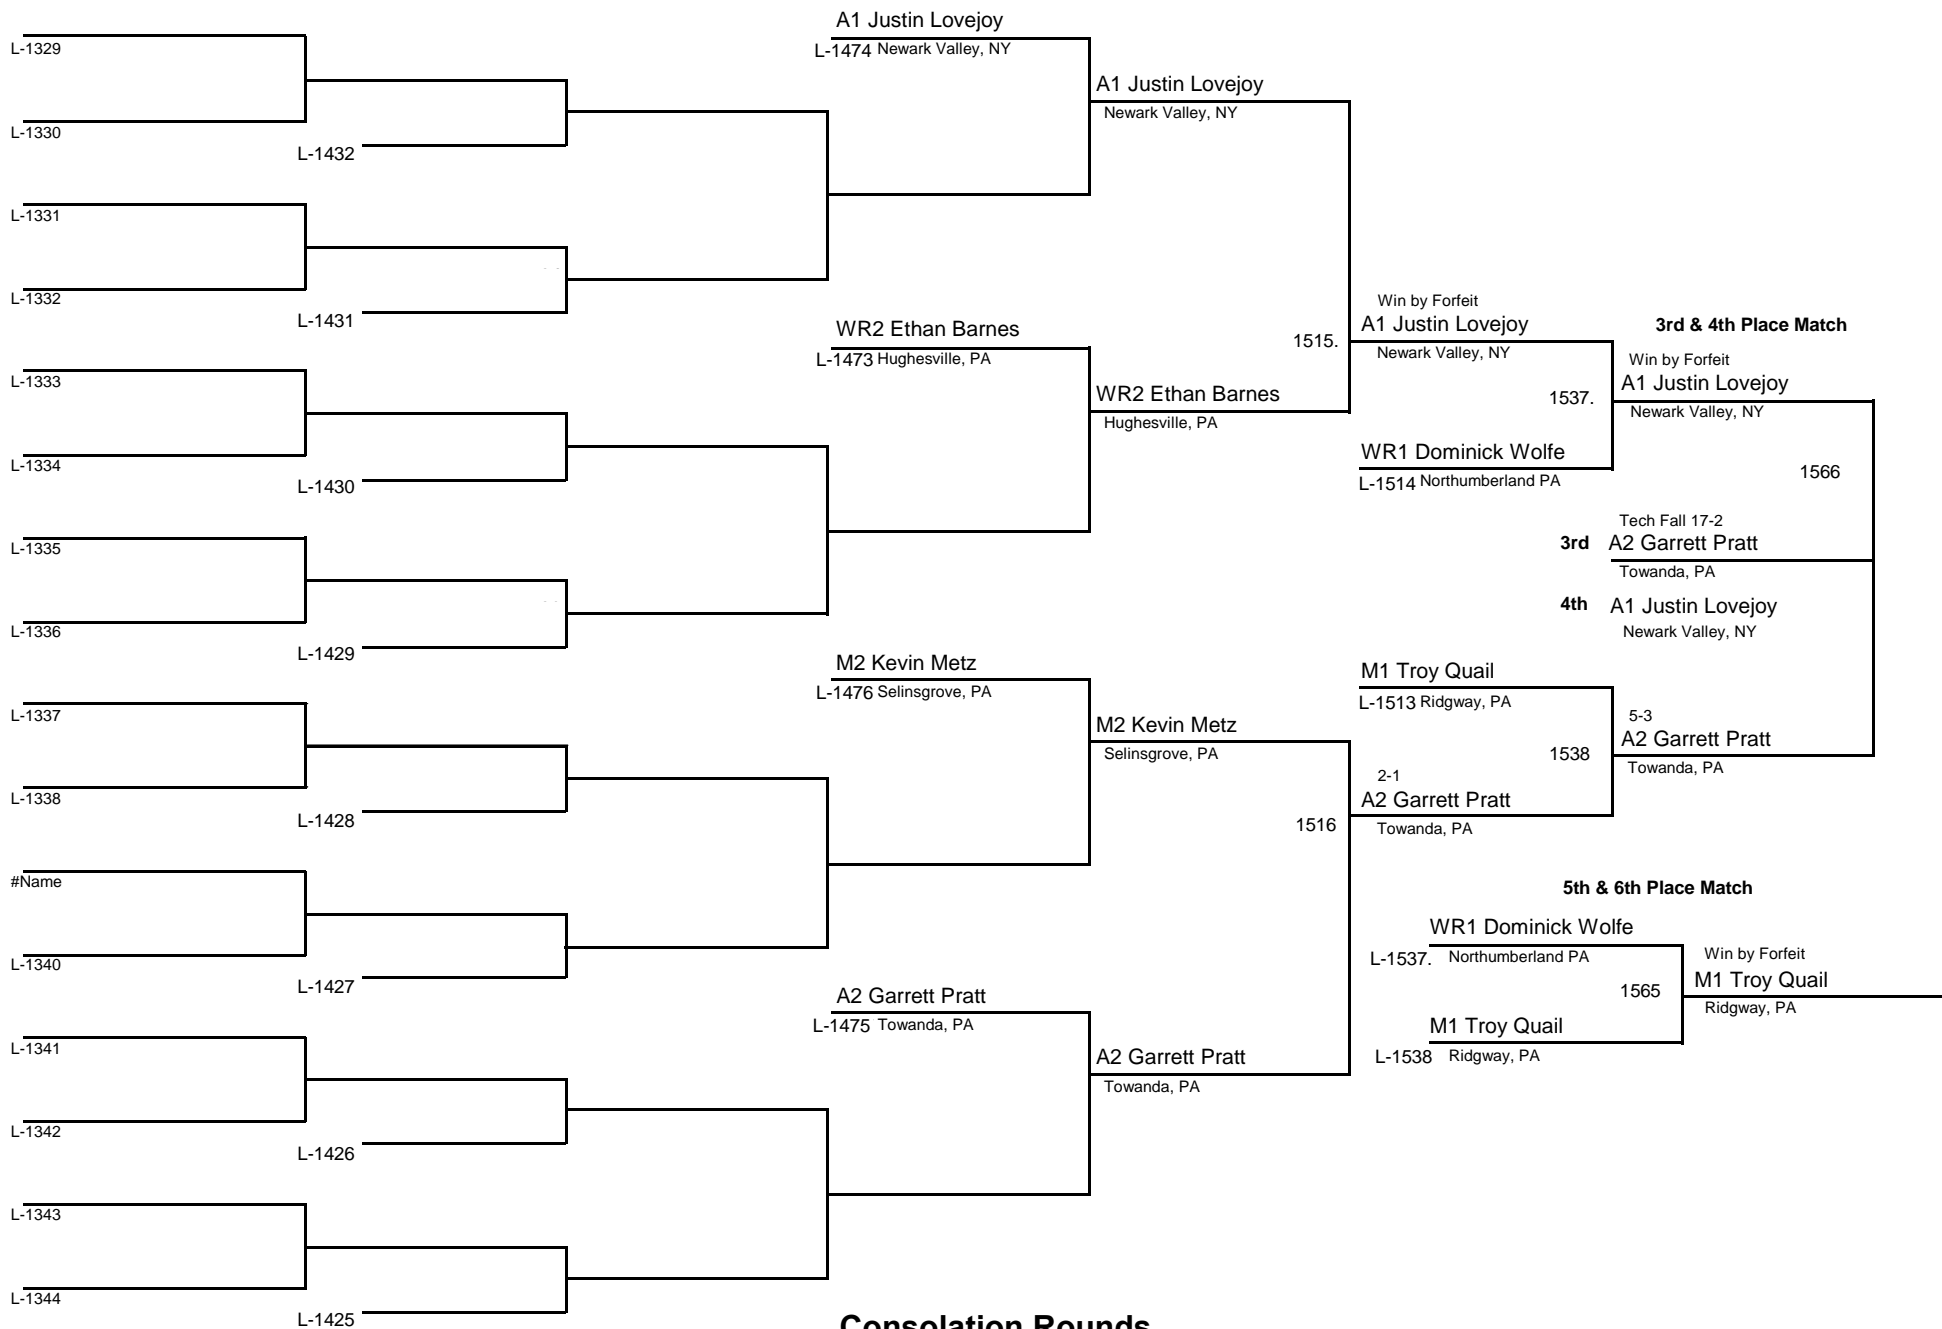 L-1329
L-1330
L-1432
L-1331
L-1332
L-1431
L-1333
L-1334
L-1430
L-1335
L-1336
L-1429
L-1337
L-1338
L-1428
#Name
L-1340
L-1427
L-1341
L-1342
L-1426
L-1343
L-1344
L-1425
A1 Justin Lovejoy
L-1474 Newark Valley, NY
WR2 Ethan Barnes
L-1473 Hughesville, PA
M2 Kevin Metz
L-1476 Selinsgrove, PA
A2 Garrett Pratt
L-1475 Towanda, PA
A1 Justin Lovejoy
Newark Valley, NY
1515.
WR2 Ethan Barnes
Hughesville, PA
M2 Kevin Metz
Selinsgrove, PA
1516
A2 Garrett Pratt
Towanda, PA
Win by Forfeit
A1 Justin Lovejoy
Newark Valley, NY
1537.
WR1 Dominick Wolfe
L-1514 Northumberland PA
M1 Troy Quail
L-1513 Ridgway, PA
1538
2-1
A2 Garrett Pratt
Towanda, PA
3rd & 4th Place Match
Win by Forfeit
A1 Justin Lovejoy
Newark Valley, NY
1566
Tech Fall 17-2
3rd A2 Garrett Pratt
Towanda, PA
4th A1 Justin Lovejoy
Newark Valley, NY
5-3
A2 Garrett Pratt
Towanda, PA
5th & 6th Place Match
WR1 Dominick Wolfe
L-1537. Northumberland PA
1565
M1 Troy Quail
L-1538 Ridgway, PA
Win by Forfeit
M1 Troy Quail
Ridgway, PA
Consolation Rounds